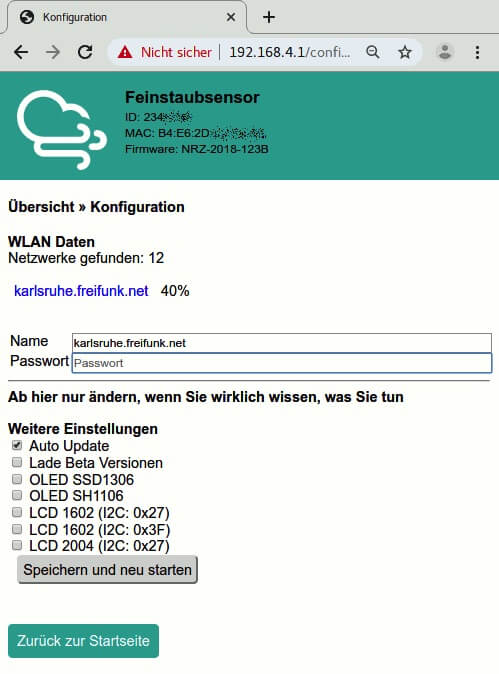 Konfiguration
Nicht sicher | 192.168.4.1/confi...
Feinstaubsensor
ID: 234
MAC: B4:E6:2D:
Firmware: NRZ-2018-123B
Übersicht » Konfiguration
WLAN Daten
Netzwerke gefunden: 12
karlsruhe.freifunk.net 40%
Name karlsruhe.freifunk.net
Passwort Passwort
Ab hier nur ändern, wenn Sie wirklich wissen, was Sie tun
Weitere Einstellungen
Auto Update
Lade Beta Versionen
OLED SSD1306
OLED SH1106
LCD 1602 (I2C: 0x27)
LCD 1602 (I2C: 0x3F)
LCD 2004 (I2C: 0x27)
Speichern und neu starten
Zurück zur Startseite